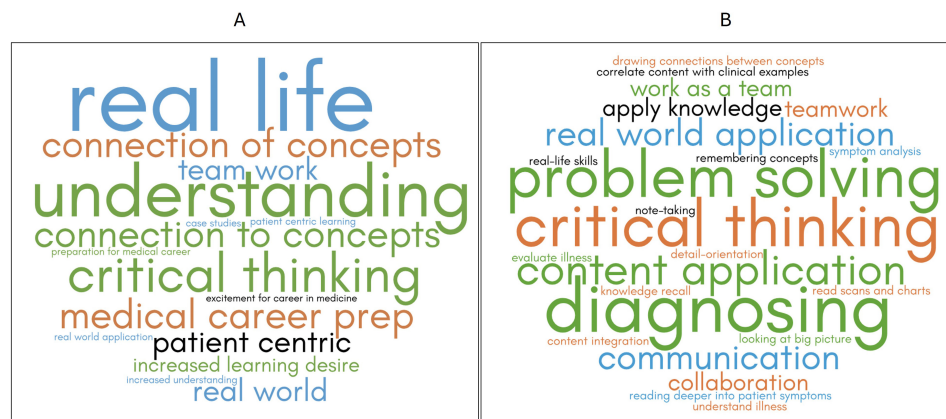 A
real life
connection of concepts
team work
understanding
case studies patient centric learning
connection to concepts
preparation for medical career
critical thinking
excitement for career in medicine
medical career prep
real world application
patient centric
increased learning desire
increased understanding
real world
B
drawing connections between concepts
correlate content with clinical examples
work as a team
apply knowledge teamwork
real world application
symptom analysis
real-life skills remembering concepts
problem solving
note-taking
critical thinking
detail-orientation
evaluate illness
content application
knowledge recall read scans and charts
diagnosing
content integration looking at big picture
communication
collaboration
reading deeper into patient symptoms
understand illness